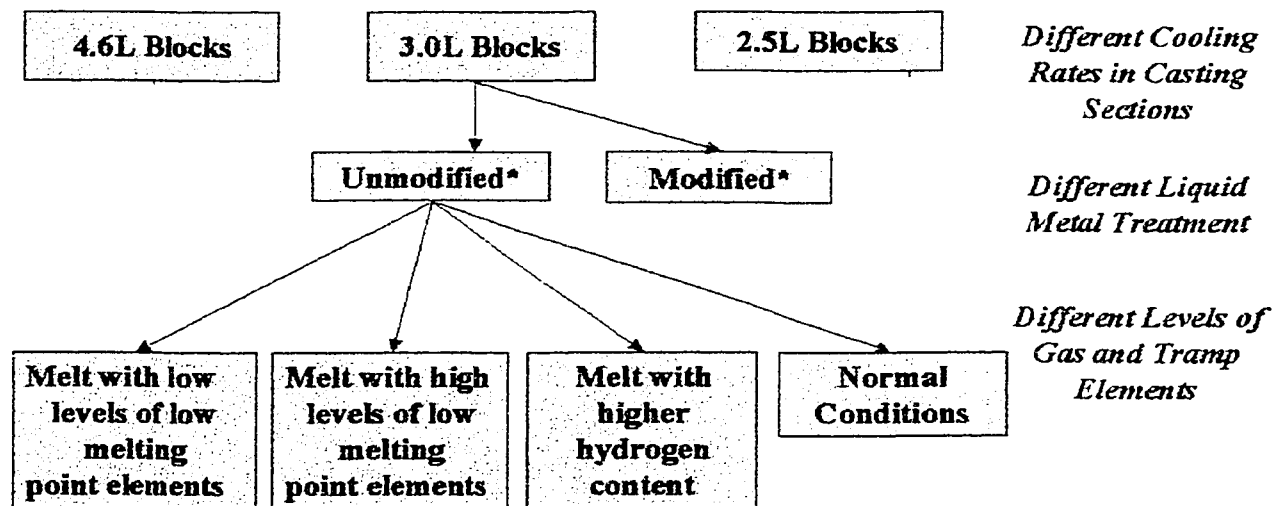 4.6L Blocks
3.0L Blocks
2.5L Blocks
Different Cooling
Rates in Casting
Sections
Unmodified*
Modified*
Different Liquid
Metal Treatment
Different Levels of
Gas and Tramp
Elements
Melt with low
levels of low
melting
point elements
Melt with high
levels of low
melting
point elements
Melt with
higher
hydrogen
content
Normal
Conditions